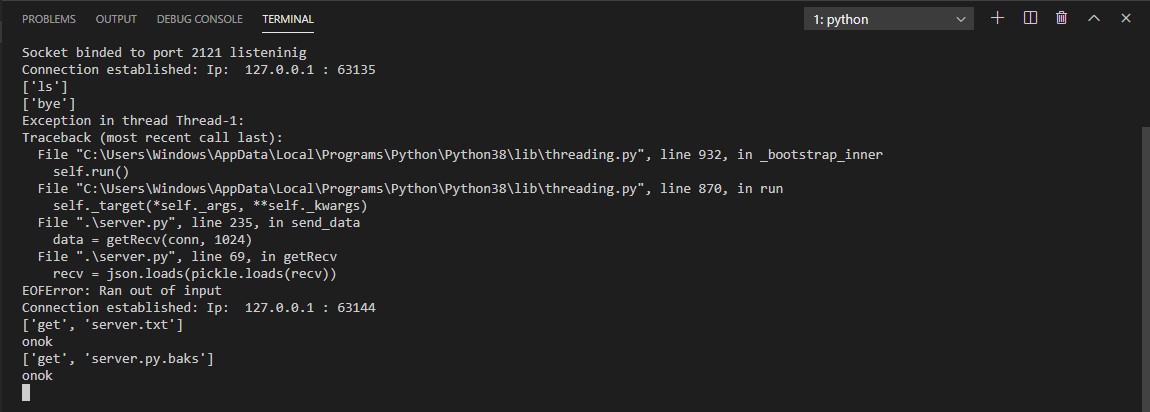 PROBLEMS OUTPUT DEBUG CONSOLE TERMINAL 1: python
Socket binded to port 2121 listeninig
Connection established: Ip:  127.0.0.1 : 63135
['ls']
['bye']
Exception in thread Thread-1:
Traceback (most recent call last):
  File "C:\Users\Windows\AppData\Local\Programs\Python\Python38\lib\threading.py", line 932, in _bootstrap_inner
    self.run()
  File "C:\Users\Windows\AppData\Local\Programs\Python\Python38\lib\threading.py", line 870, in run
    self._target(*self._args, **self._kwargs)
  File ".\server.py", line 235, in send_data
    data = getRecv(conn, 1024)
  File ".\server.py", line 69, in getRecv
    recv = json.loads(pickle.loads(recv))
EOFError: Ran out of input
Connection established: Ip:  127.0.0.1 : 63144
['get', 'server.txt']
onok
['get', 'server.py.baks']
onok